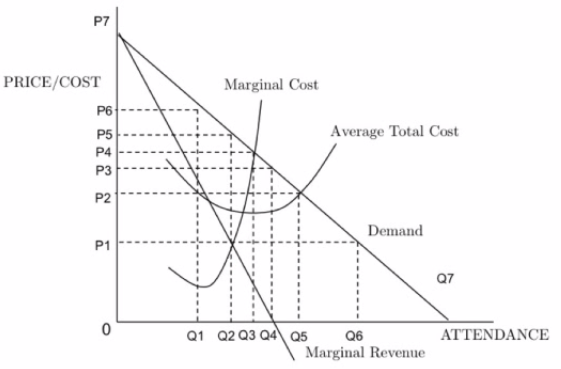 P7
PRICE/COST
Marginal Cost
P6
Average Total Cost
P5
P4
P3
P2
Demand
P1
Q7
0
Q1 Q2 Q3 Q4 Q5 Q6 ATTENDANCE
Marginal Revenue